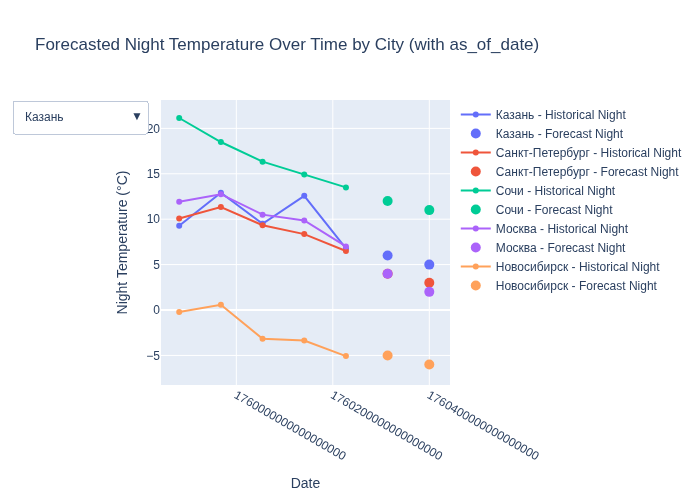 Forecasted Night Temperature Over Time by City (with as_of_date)
Казань ▼
Казань - Historical Night
Казань - Forecast Night
Санкт-Петербург - Historical Night
Санкт-Петербург - Forecast Night
Сочи - Historical Night
Сочи - Forecast Night
Москва - Historical Night
Москва - Forecast Night
Новосибирск - Historical Night
Новосибирск - Forecast Night
Night Temperature (°C)
20
15
10
5
0
−5
1760000000000000000
1760200000000000000
1760400000000000000
Date